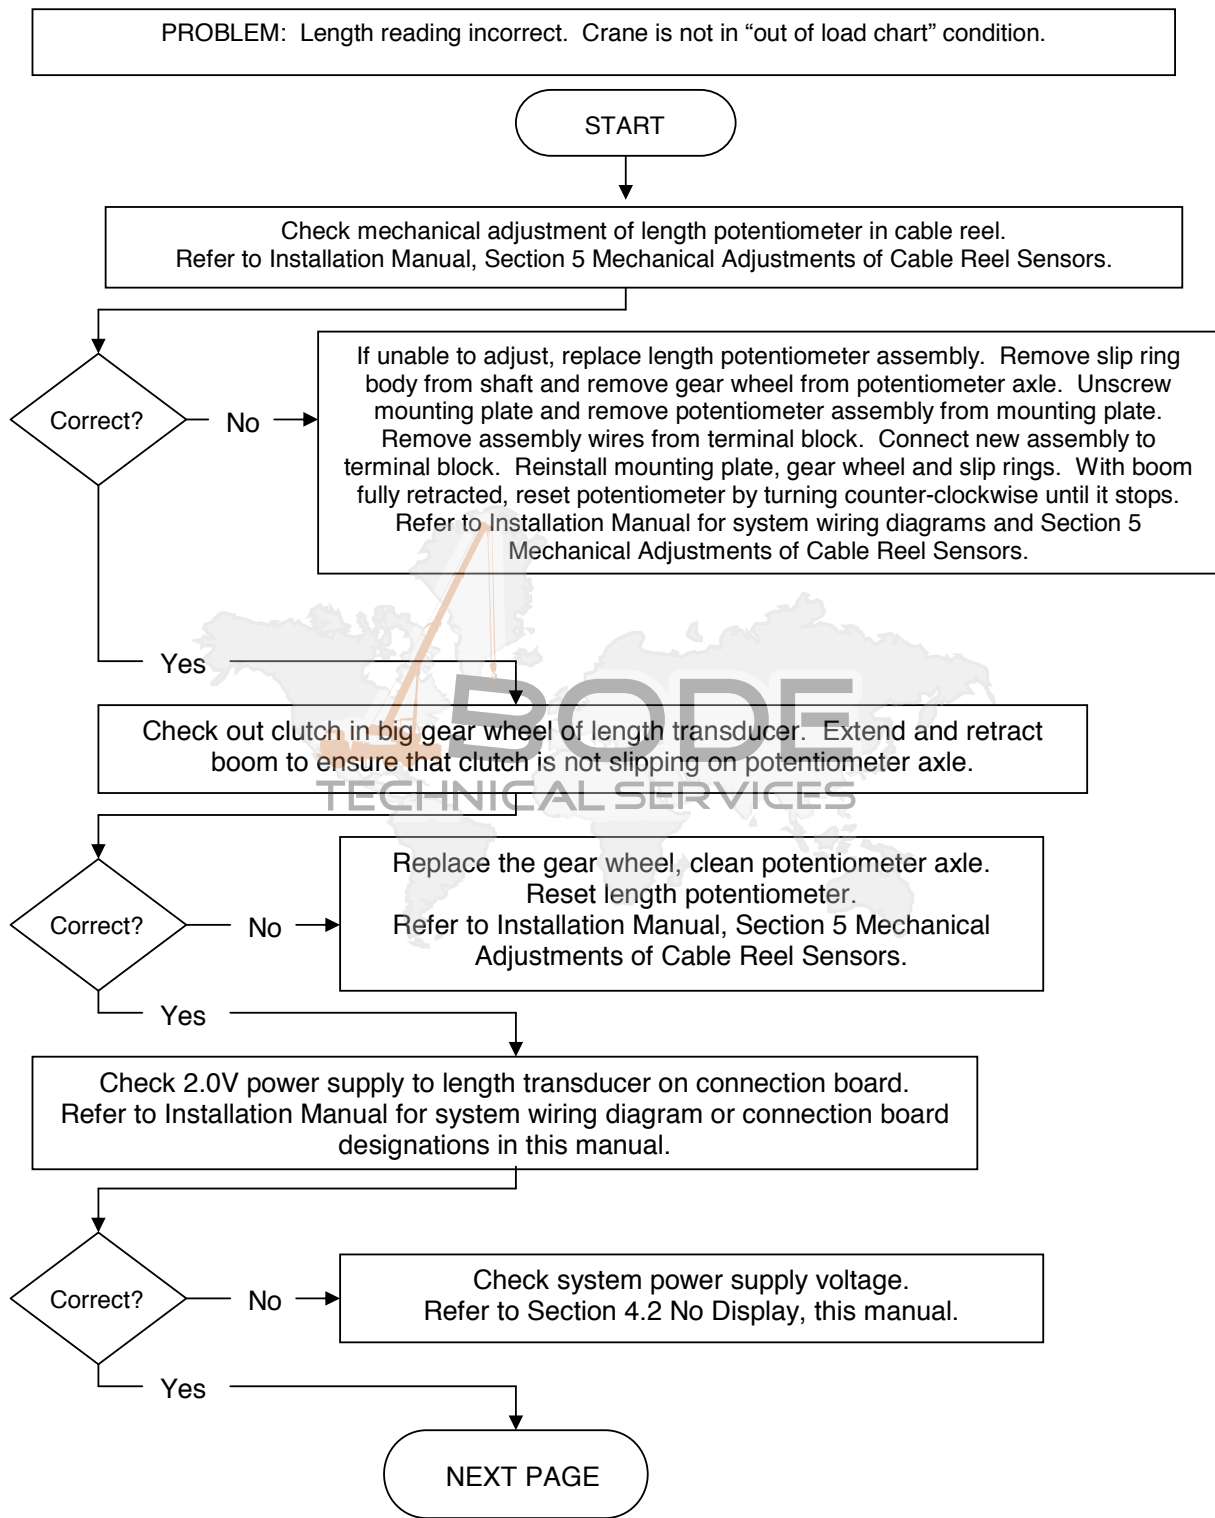 PROBLEM: Length reading incorrect. Crane is not in “out of load chart” condition.
START
Check mechanical adjustment of length potentiometer in cable reel.
Refer to Installation Manual, Section 5 Mechanical Adjustments of Cable Reel Sensors.
Correct?
No
If unable to adjust, replace length potentiometer assembly. Remove slip ring
body from shaft and remove gear wheel from potentiometer axle. Unscrew
mounting plate and remove potentiometer assembly from mounting plate.
Remove assembly wires from terminal block. Connect new assembly to
terminal block. Reinstall mounting plate, gear wheel and slip rings. With boom
fully retracted, reset potentiometer by turning counter-clockwise until it stops.
Refer to Installation Manual for system wiring diagrams and Section 5
Mechanical Adjustments of Cable Reel Sensors.
Yes
BODE
TECHNICAL SERVICES
Check out clutch in big gear wheel of length transducer. Extend and retract
boom to ensure that clutch is not slipping on potentiometer axle.
Correct?
No
Replace the gear wheel, clean potentiometer axle.
Reset length potentiometer.
Refer to Installation Manual, Section 5 Mechanical
Adjustments of Cable Reel Sensors.
Yes
Check 2.0V power supply to length transducer on connection board.
Refer to Installation Manual for system wiring diagram or connection board
designations in this manual.
Correct?
No
Check system power supply voltage.
Refer to Section 4.2 No Display, this manual.
Yes
NEXT PAGE